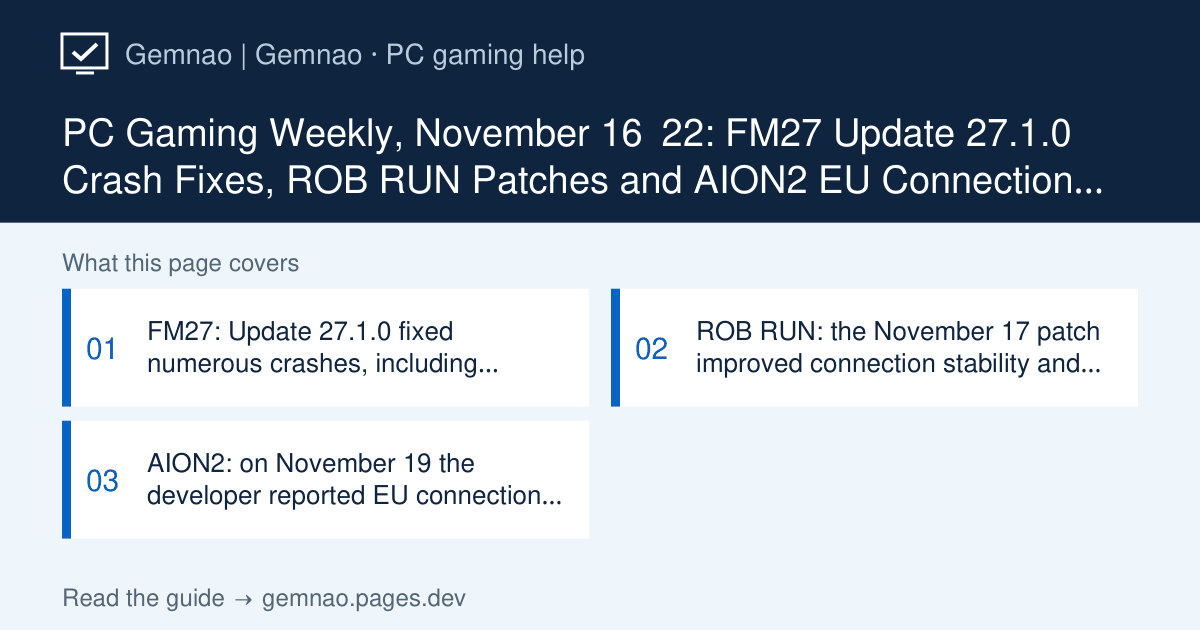 Gemnao | Gemnao · PC gaming help
PC Gaming Weekly, November 16  22: FM27 Update 27.1.0
Crash Fixes, ROB RUN Patches and AION2 EU Connection...
What this page covers
01
FM27: Update 27.1.0 fixed
numerous crashes, including...
02
ROB RUN: the November 17 patch
improved connection stability and...
03
AION2: on November 19 the
developer reported EU connection...
Read the guide → gemnao.pages.dev